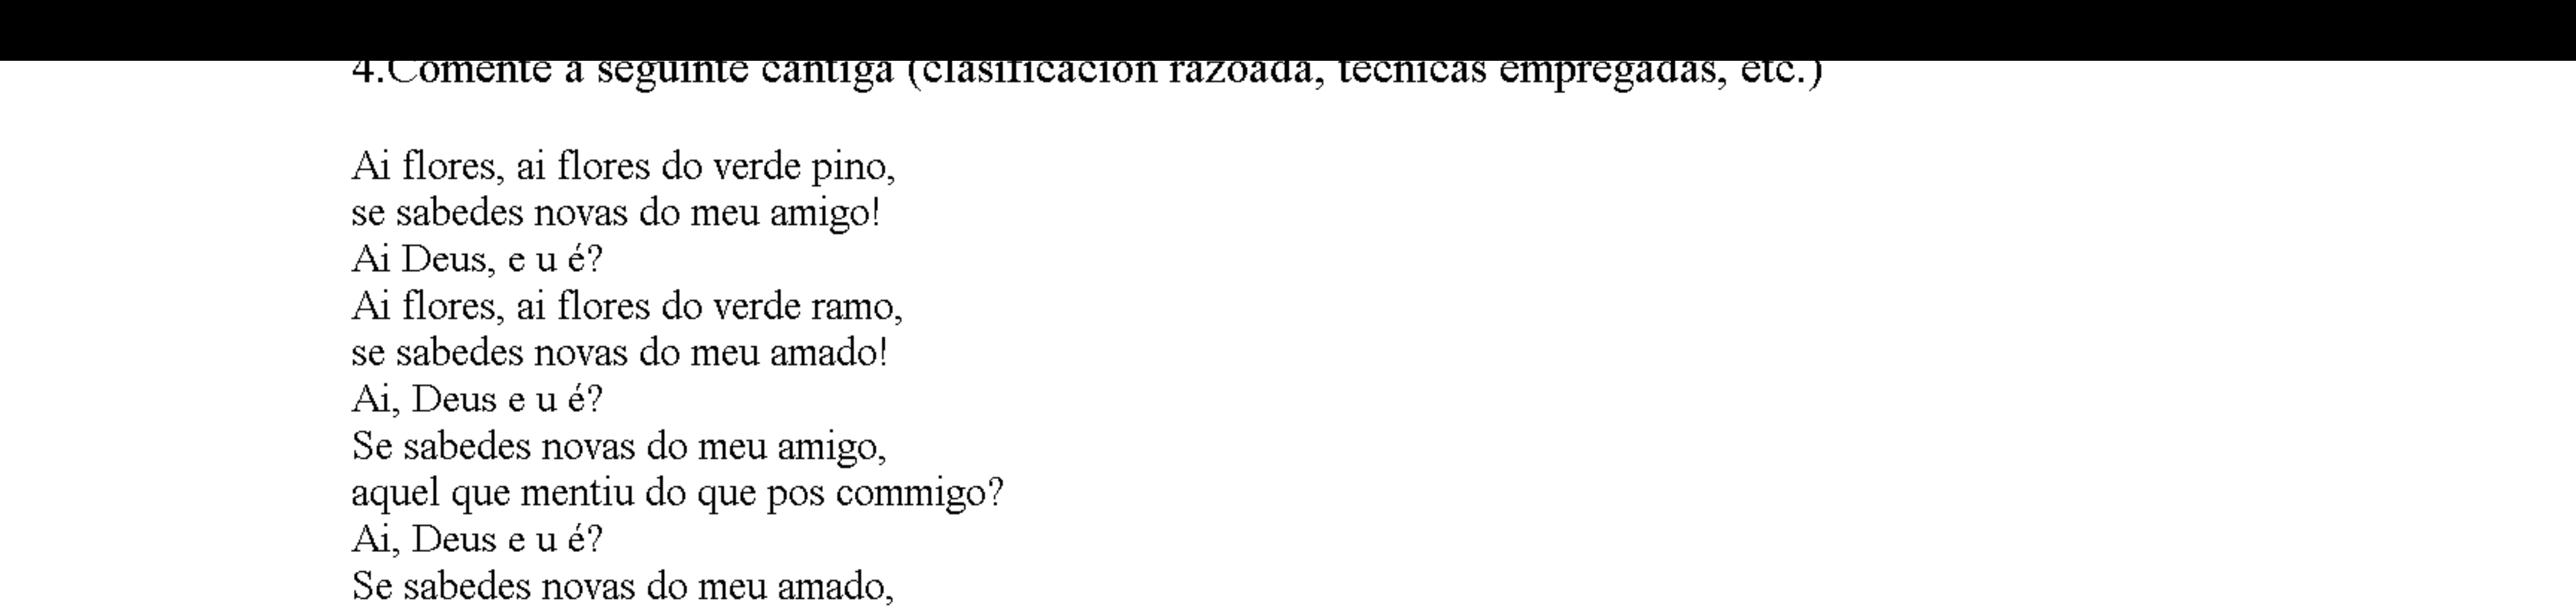 4.Comente a seguinte cantiga (clasificación razoada, técnicas empregadas, etc.)
Ai flores, ai flores do verde pino,
se sabedes novas do meu amigo!
Ai Deus, e u é?
Ai flores, ai flores do verde ramo,
se sabedes novas do meu amado!
Ai, Deus e u é?
Se sabedes novas do meu amigo,
aquel que mentiu do que pos commigo?
Ai, Deus e u é?
Se sabedes novas do meu amado,